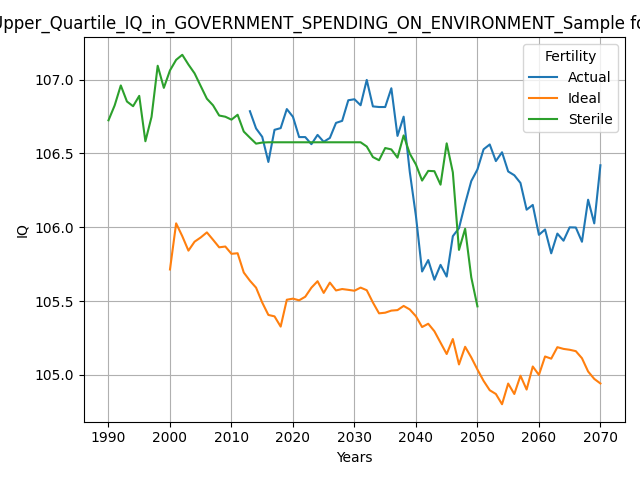 Upper_Quartile_IQ_in_GOVERNMENT_SPENDING_ON_ENVIRONMENT_Sample
107.0
106.5
106.0
105.5
105.0
IQ
Fertility
Actual
Ideal
Sterile
1990 2000 2010 2020 2030 2040 2050 2060 2070
Years